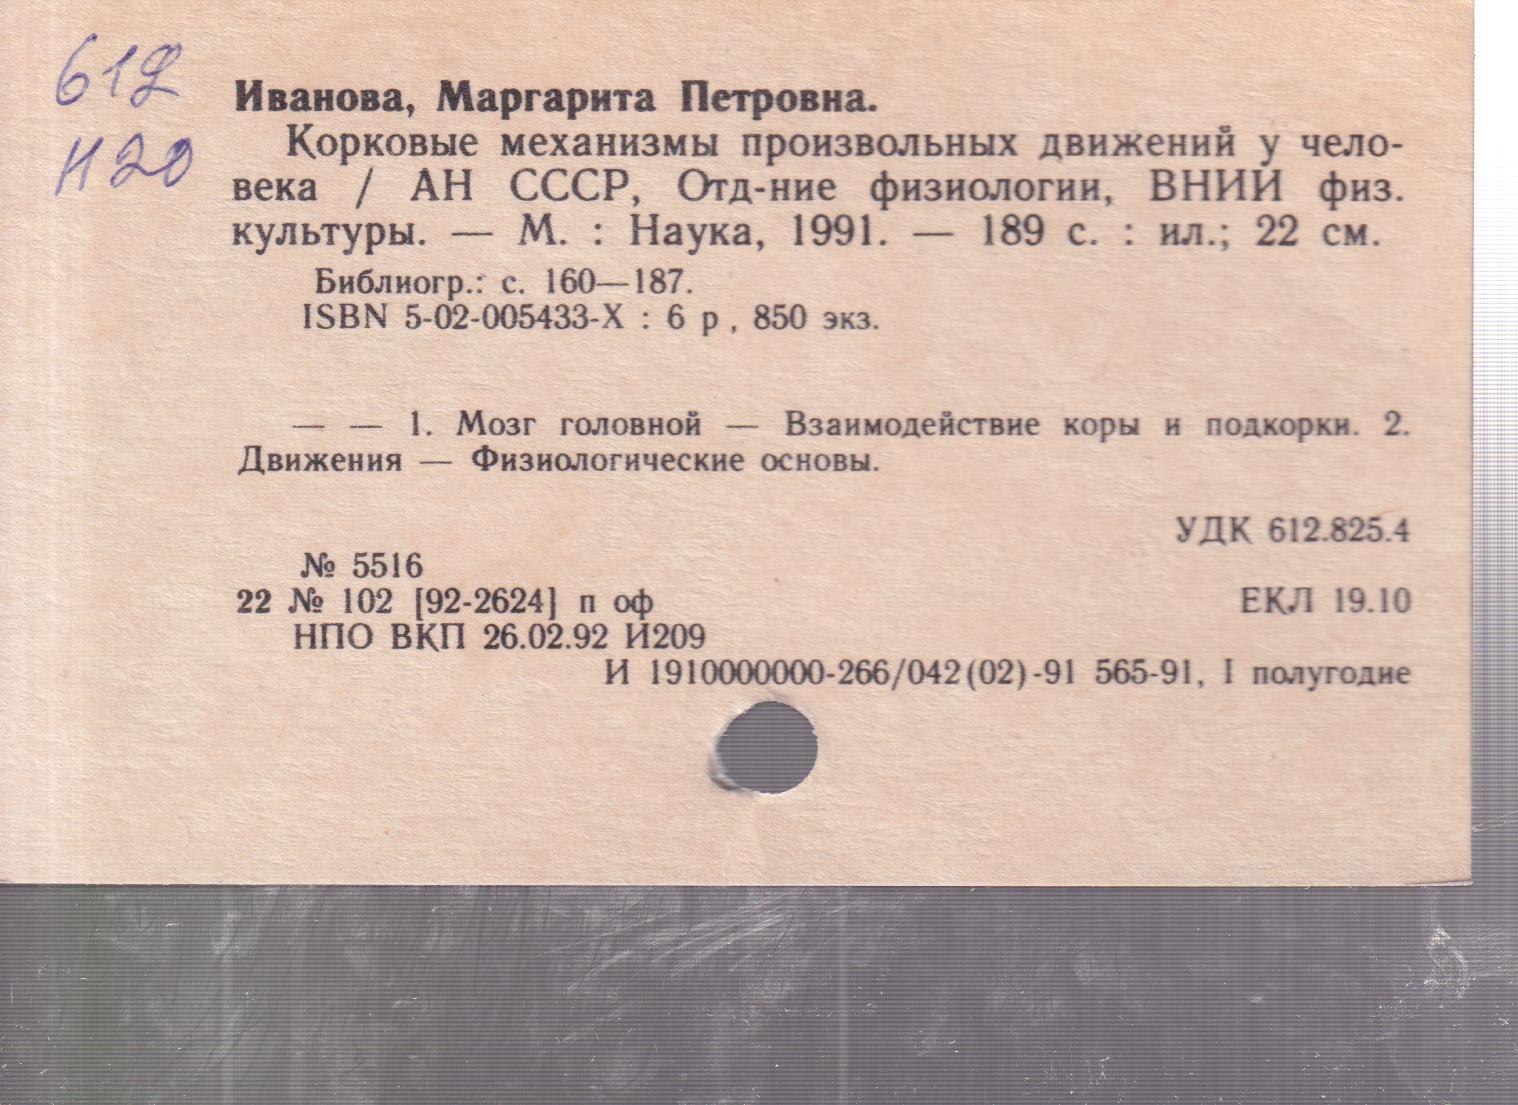 612
И20
Иванова, Маргарита Петровна.
Корковые механизмы произвольных движений у чело-
века / АН СССР, Отд-ние физиологии, ВНИИ физ.
культуры. — М. : Наука, 1991. — 189 с. : ил.; 22 см.
Библиогр.: с. 160—187.
ISBN 5-02-005433-X : 6 р , 850 экз.
— — 1. Мозг головной — Взаимодействие коры и подкорки. 2.
Движения — Физиологические основы.
УДК 612.825.4
№ 5516
22 № 102 [92-2624] п оф ЕКЛ 19.10
НПО ВКП 26.02.92 И209
И 1910000000-266/042(02)-91 565-91, I полугодие